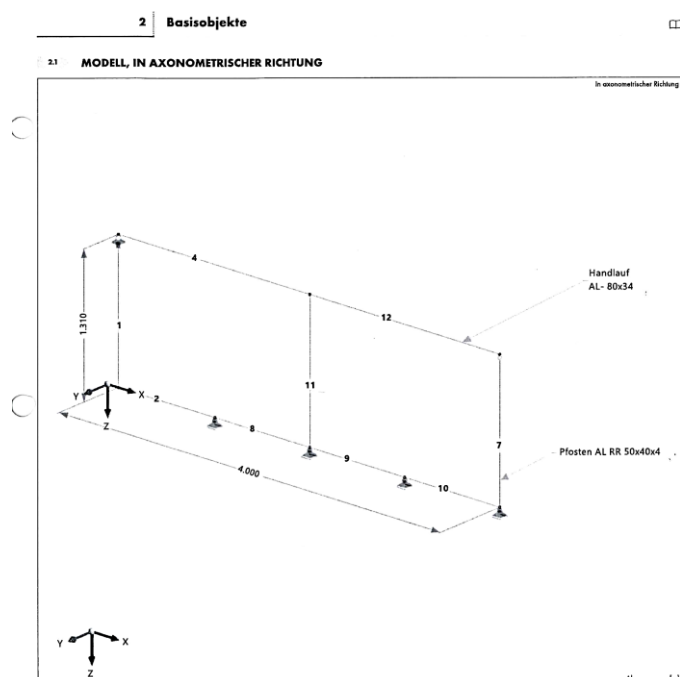 2 Basisobjekte
2.1 MODELL, IN AXONOMETRISCHER RICHTUNG
In axonometrischer Richtung
4
Handlauf
AL- 80x34
12
1.310
1
11
Y
X
Z
2
8
9
7
Pfosten AL RR 50x40x4
4.000
10
Y
X
Z